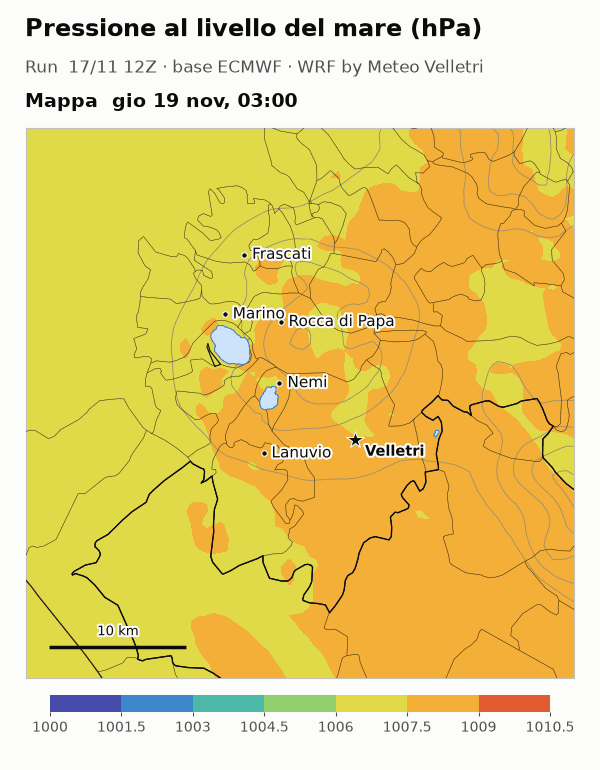 Pressione al livello del mare (hPa)
Run  17/11 12Z · base ECMWF · WRF by Meteo Velletri
Mappa  gio 19 nov, 03:00
Frascati
Marino
Rocca di Papa
Nemi
Velletri
Lanuvio
10 km
1000 1001.5 1003 1004.5 1006 1007.5 1009 1010.5